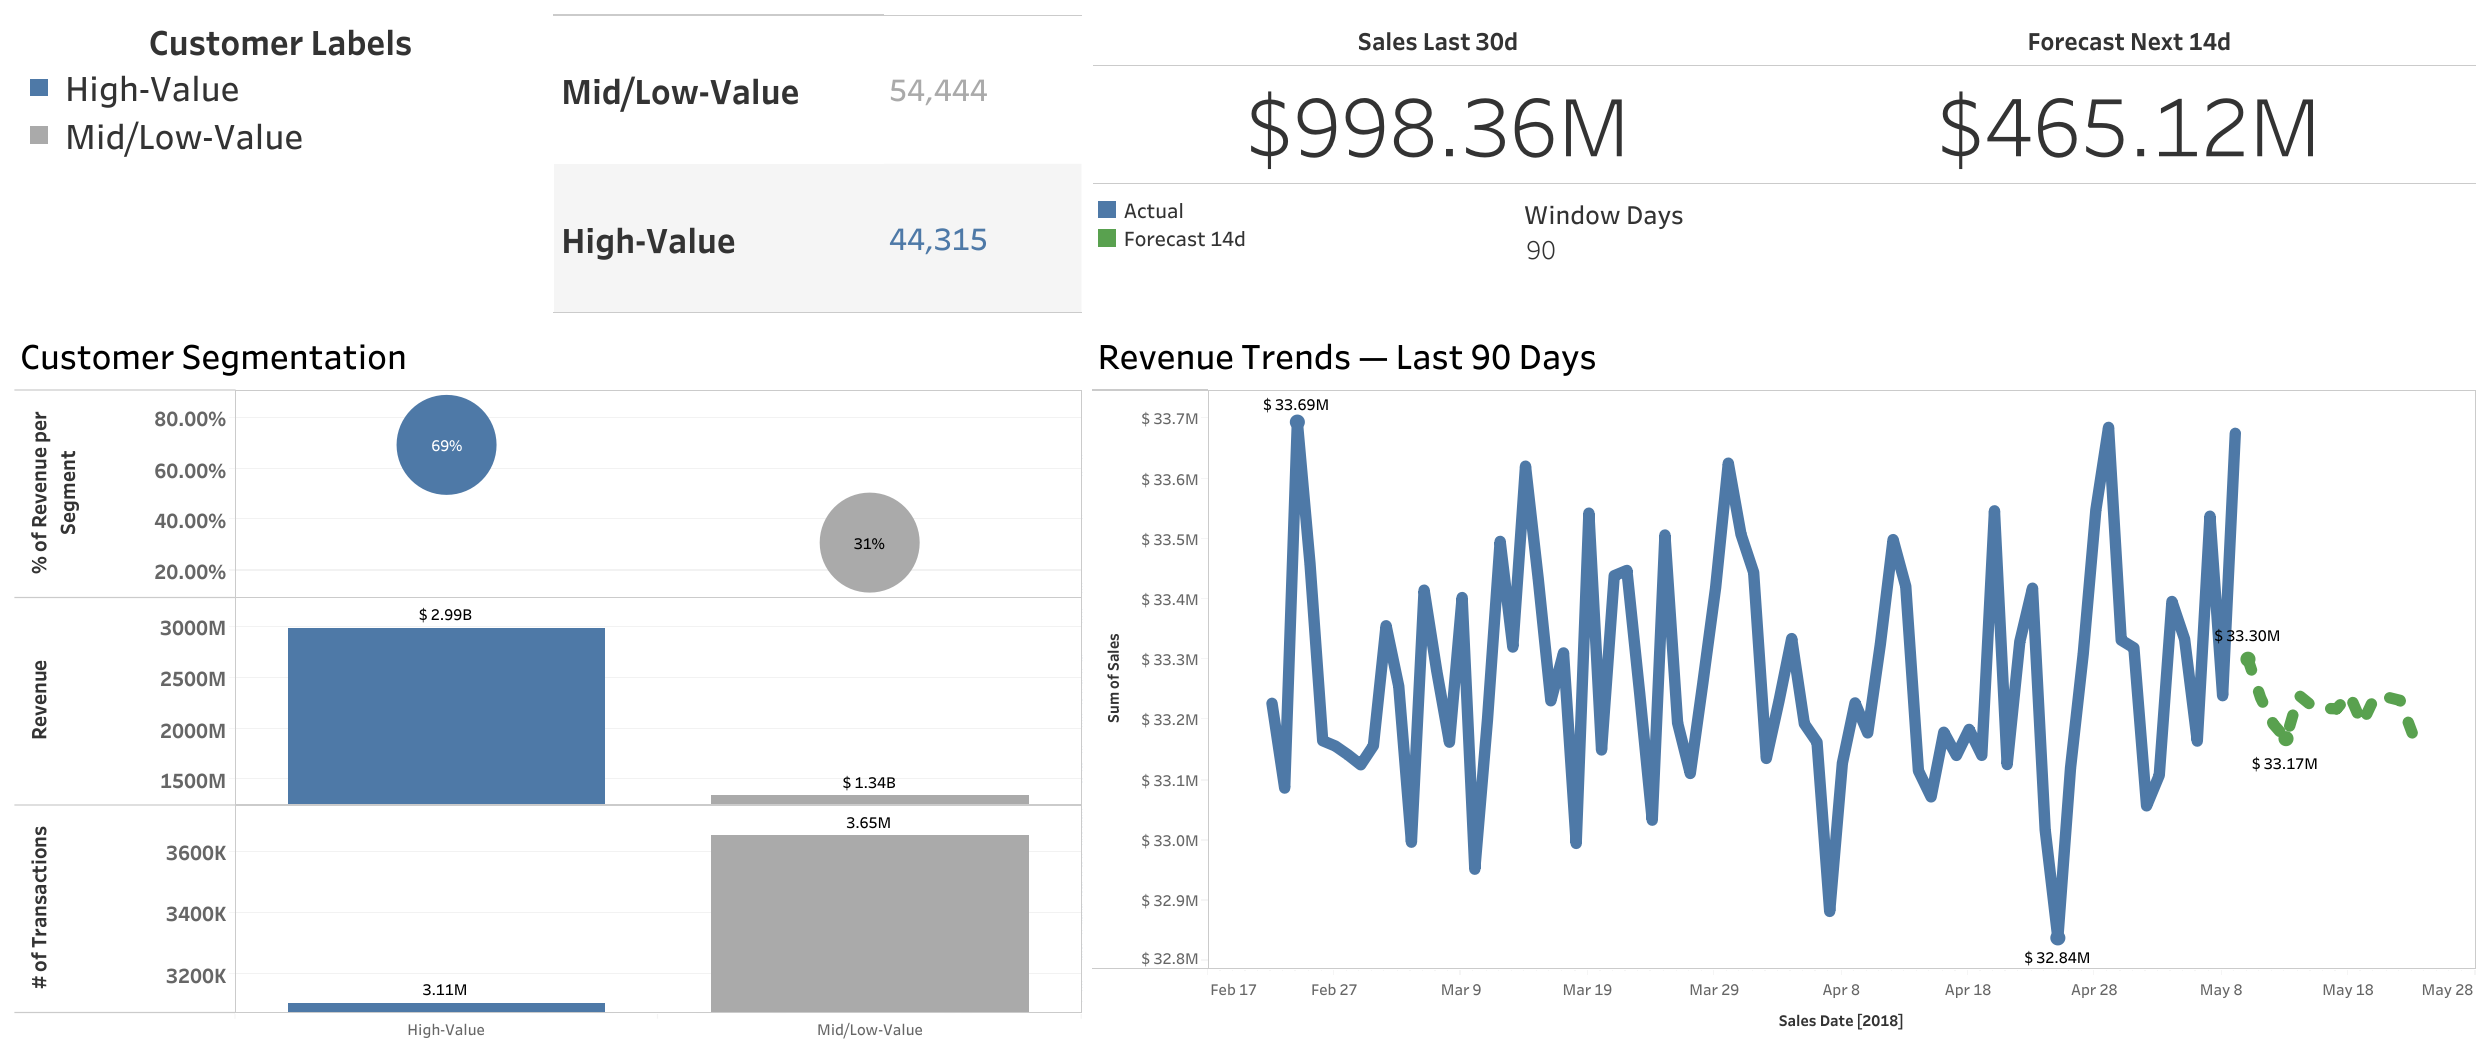 Customer Labels
High-Value
Mid/Low-Value
Mid/Low-Value 54,444
High-Value 44,315
Sales Last 30d
Forecast Next 14d
$998.36M
$465.12M
Actual
Forecast 14d
Window Days
90
Customer Segmentation
% of Revenue per
Segment
80.00%
60.00%
40.00%
20.00%
69%
31%
Revenue
3000M
2500M
2000M
1500M
$ 2.99B
$ 1.34B
# of Transactions
3600K
3400K
3200K
3.11M
3.65M
High-Value
Mid/Low-Value
Revenue Trends — Last 90 Days
Sum of Sales
$ 33.7M
$ 33.6M
$ 33.5M
$ 33.4M
$ 33.3M
$ 33.2M
$ 33.1M
$ 33.0M
$ 32.9M
$ 32.8M
$ 33.69M
$ 33.30M
$ 33.17M
$ 32.84M
Feb 17
Feb 27
Mar 9
Mar 19
Mar 29
Apr 8
Apr 18
Apr 28
May 8
May 18
May 28
Sales Date [2018]